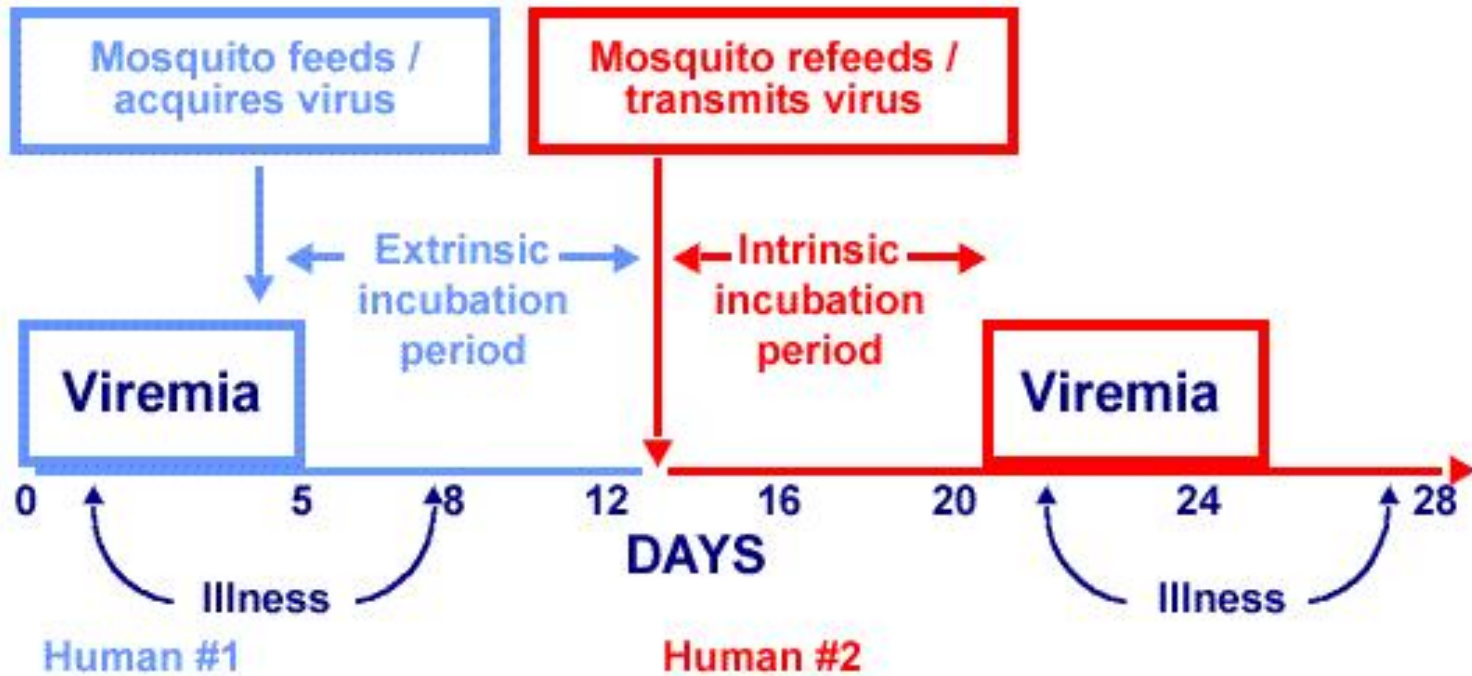 Mosquito feeds /
acquires virus
Mosquito refeeds /
transmits virus
Extrinsic
incubation
period
Intrinsic
incubation
period
Viremia
Viremia
0 5 8 12 16 20 24 28
DAYS
Illness
Illness
Human #1
Human #2